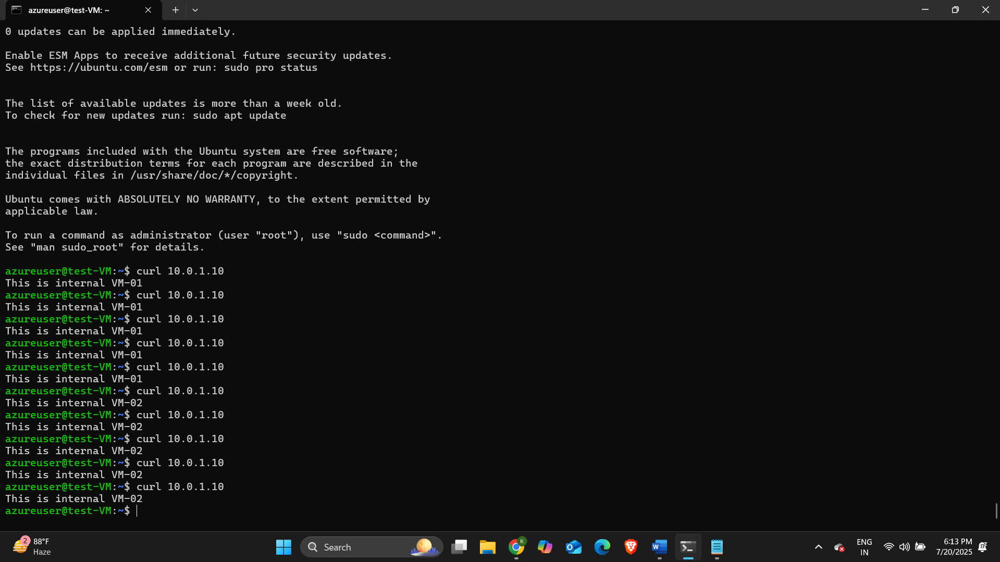 azureuser@test-VM: ~
0 updates can be applied immediately.
Enable ESM Apps to receive additional future security updates.
See https://ubuntu.com/esm or run: sudo pro status
The list of available updates is more than a week old.
To check for new updates run: sudo apt update
The programs included with the Ubuntu system are free software;
the exact distribution terms for each program are described in the
individual files in /usr/share/doc/*/copyright.
Ubuntu comes with ABSOLUTELY NO WARRANTY, to the extent permitted by
applicable law.
To run a command as administrator (user "root"), use "sudo <command>".
See "man sudo_root" for details.
azureuser@test-VM:~$ curl 10.0.1.10
This is internal VM-01
azureuser@test-VM:~$ curl 10.0.1.10
This is internal VM-01
azureuser@test-VM:~$ curl 10.0.1.10
This is internal VM-01
azureuser@test-VM:~$ curl 10.0.1.10
This is internal VM-01
azureuser@test-VM:~$ curl 10.0.1.10
This is internal VM-01
azureuser@test-VM:~$ curl 10.0.1.10
This is internal VM-02
azureuser@test-VM:~$ curl 10.0.1.10
This is internal VM-02
azureuser@test-VM:~$ curl 10.0.1.10
This is internal VM-02
azureuser@test-VM:~$ curl 10.0.1.10
This is internal VM-02
azureuser@test-VM:~$ curl 10.0.1.10
This is internal VM-02
azureuser@test-VM:~$
2
88°F
Haze
Search
K
ENG
IN
6:13 PM
7/20/2025